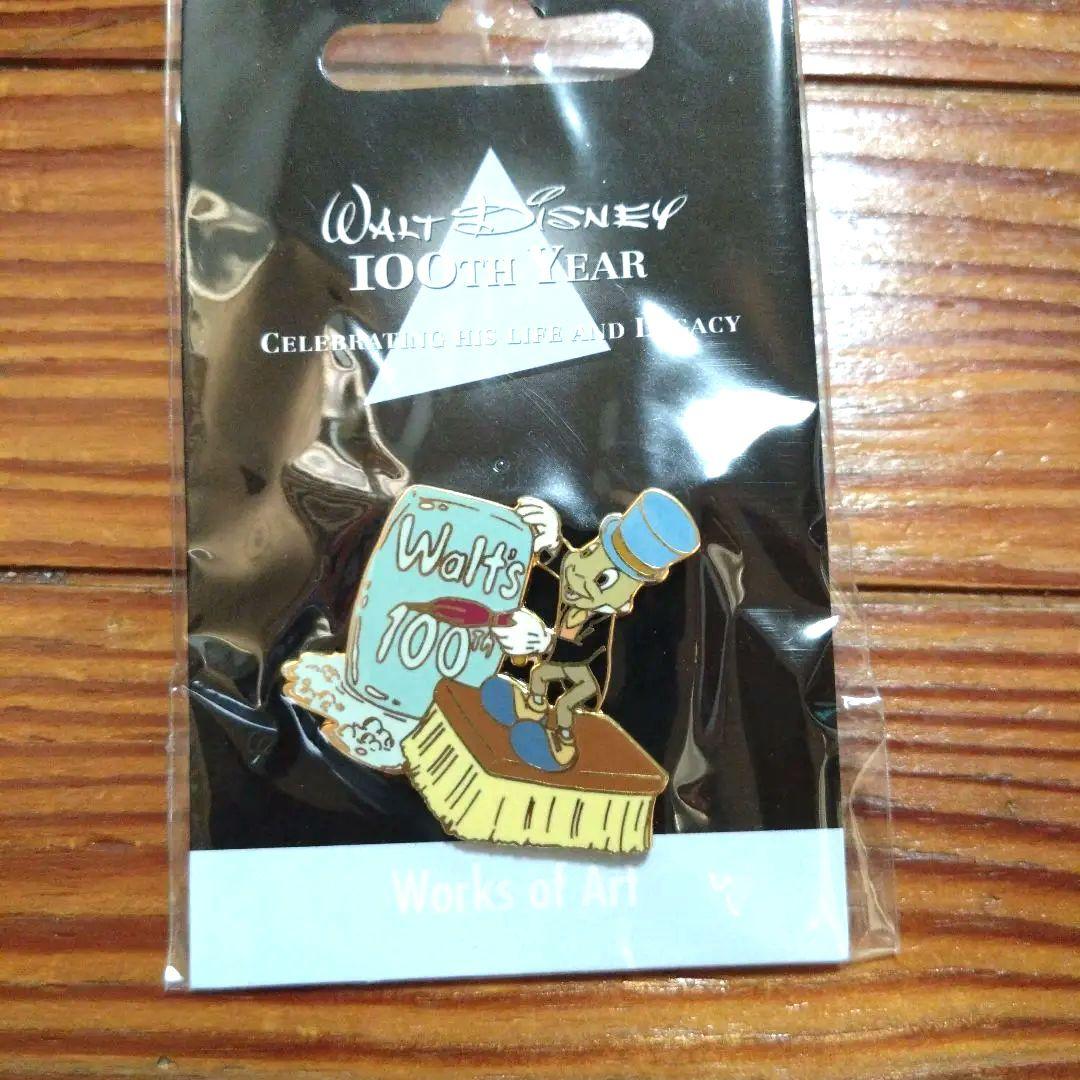 WALT DISNEY
100TH YEAR
CELEBRATING HIS LIFE AND LEGACY
Walt's
100TH
Works of Art